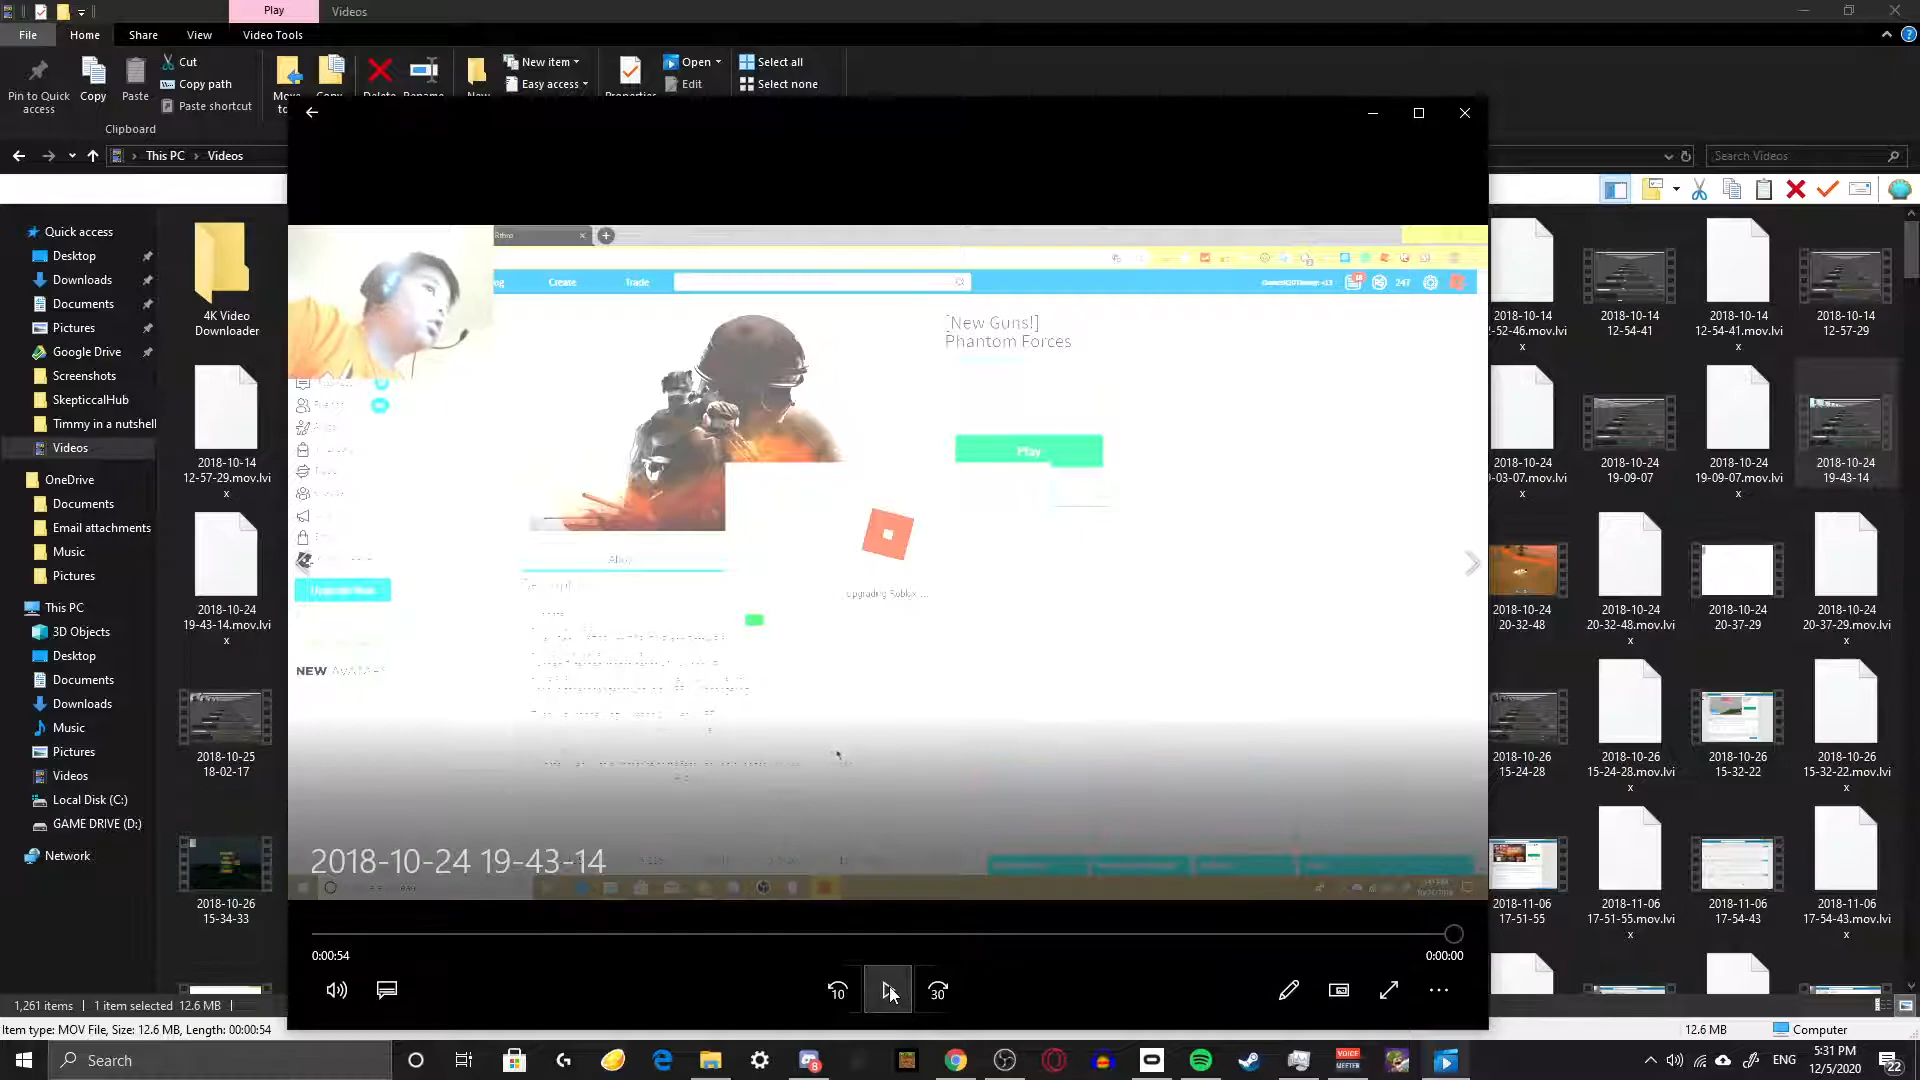 Play
Videos
File
Home
Share
View
Video Tools
Pin to Quick access
Copy
Paste
Cut
Copy path
Paste shortcut
Clipboard
New item
Easy access
Open
Edit
Select all
Select none
This PC
Videos
Search Videos
Quick access
Desktop
Downloads
Documents
Pictures
Google Drive
Screenshots
SkepticcalHub
Timmy in a nutshell
Videos
OneDrive
Documents
Email attachments
Music
Pictures
This PC
3D Objects
Desktop
Documents
Downloads
Music
Pictures
Videos
Local Disk (C:)
GAME DRIVE (D:)
Network
4K Video
Downloader
2018-10-14
12-57-29.mov.lvi
x
2018-10-24
19-43-14.mov.lvi
x
2018-10-25
18-02-17
2018-10-26
15-34-33
Create
Trade
247
[New Guns!]
Phantom Forces
Play
Upgrading Roblox ...
NEW
2018-10-24 19-43-14
0:00:54
0:00:00
10
30
2018-10-14
2018-10-14
12-54-41
2018-10-14
12-54-41.mov.lvi
x
2018-10-14
12-57-29
2018-10-24
2018-10-24
19-09-07
2018-10-24
19-09-07.mov.lvi
x
2018-10-24
19-43-14
2018-10-24
20-32-48
2018-10-24
20-32-48.mov.lvi
x
2018-10-24
20-37-29
2018-10-24
20-37-29.mov.lvi
x
2018-10-26
15-24-28
2018-10-26
15-24-28.mov.lvi
x
2018-10-26
15-32-22
2018-10-26
15-32-22.mov.lvi
x
2018-11-06
17-51-55
2018-11-06
17-51-55.mov.lvi
x
2018-11-06
17-54-43
2018-11-06
17-54-43.mov.lvi
x
1,261 items
1 item selected 12.6 MB
Item type: MOV File, Size: 12.6 MB, Length: 00:00:54
12.6 MB
Computer
Search
8
VOICE
MEETER
ENG
5:31 PM
12/5/2020
22